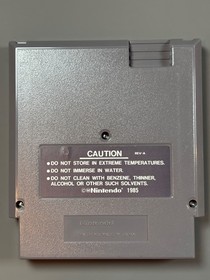 CAUTION REV-A
●DO NOT STORE IN EXTREME TEMPERATURES.
●DO NOT IMMERSE IN WATER.
●DO NOT CLEAN WITH BENZENE, THINNER,
ALCOHOL OR OTHER SUCH SOLVENTS.
©®Nintendo® 1985